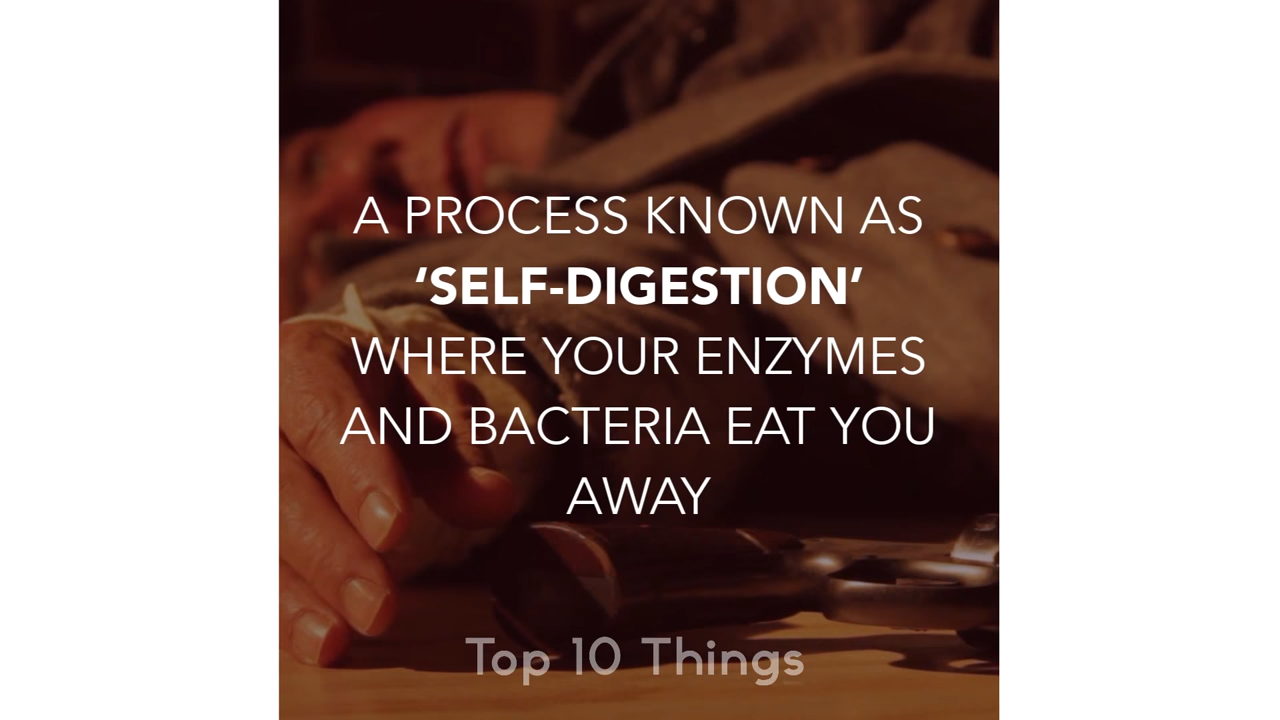 A PROCESS KNOWN AS
‘SELF-DIGESTION’
WHERE YOUR ENZYMES
AND BACTERIA EAT YOU
AWAY
Top 10 Things